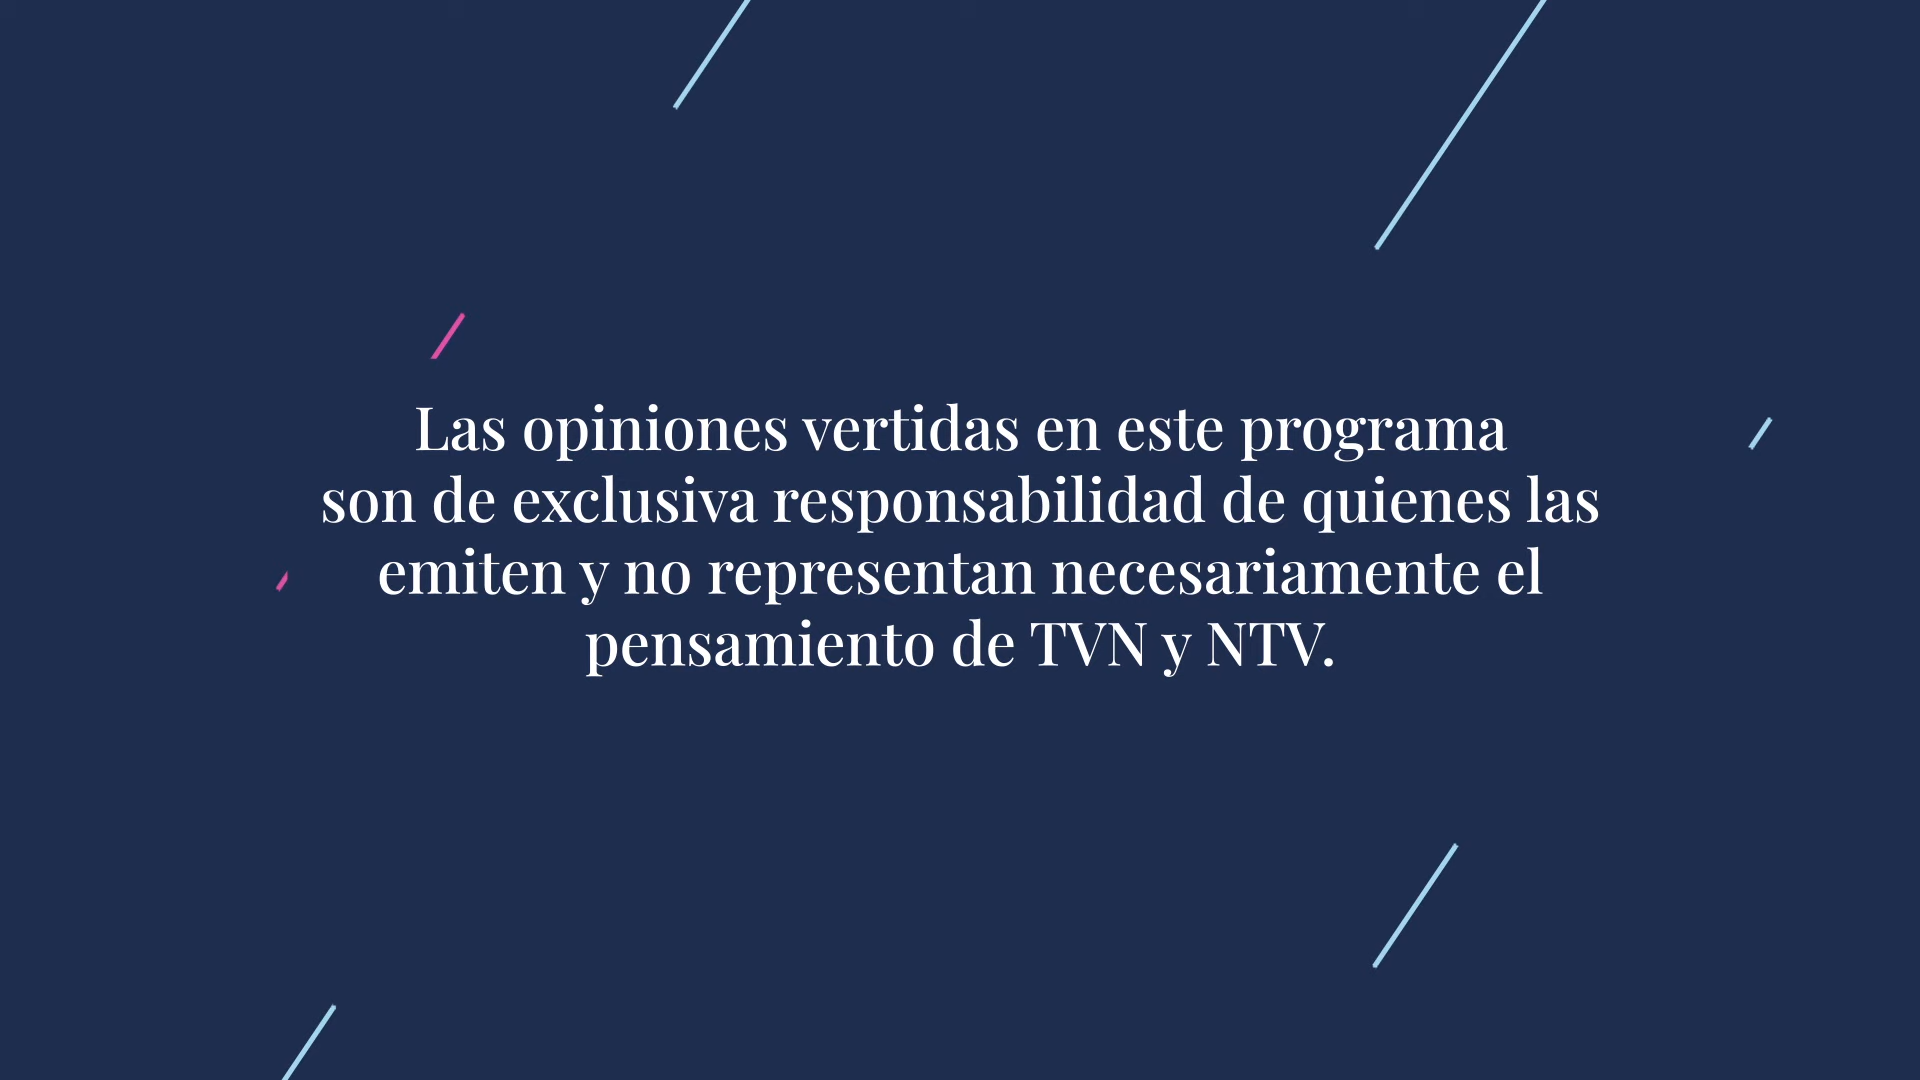 Las opiniones vertidas en este programa
son de exclusiva responsabilidad de quienes las
emiten y no representan necesariamente el
pensamiento de TVN y NTV.